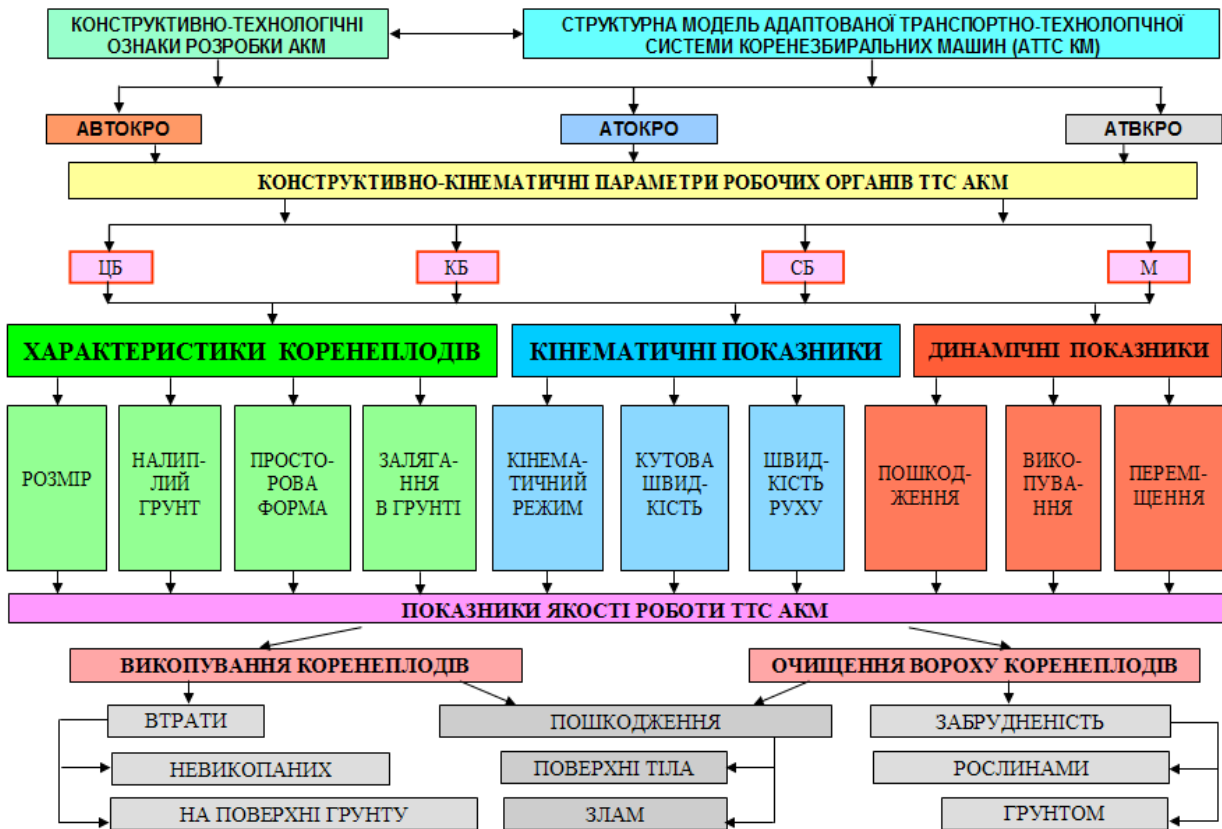 КОНСТРУКТИВНО-ТЕХНОЛОГІЧНІ
ОЗНАКИ РОЗРОБКИ АКМ
СТРУКТУРНА МОДЕЛЬ АДАПТОВАНОЇ ТРАНСПОРТНО-ТЕХНОЛОПЧНОЇ
СИСТЕМИ КОРЕНЕЗБИРАЛЬНИХ МАШИН (АТТС КМ)
АВТОКРО
АТОКРО
АТВКРО
КОНСТРУКТИВНО-КІНЕМАТИЧНІ ПАРАМЕТРИ РОБОЧИХ ОРГАНІВ ТТС АКМ
ЦБ
КБ
СБ
М
ХАРАКТЕРИСТИКИ КОРЕНЕПЛОДІВ
КІНЕМАТИЧНІ ПОКАЗНИКИ
ДИНАМІЧНІ ПОКАЗНИКИ
РОЗМІР
НАЛИП-
ЛИЙ
ГРУНТ
ПРОСТО-
РОВА
ФОРМА
ЗАЛЯГА-
ННЯ
В ГРУНТІ
КІНЕМА-
ТИЧНИЙ
РЕЖИМ
КУТОВА
ШВИД-
КІСТЬ
ШВИД-
КІСТЬ
РУХУ
ПОШКОД-
ЖЕННЯ
ВИКО-
ПУВА-
ННЯ
ПЕРЕМІ-
ЩЕННЯ
ПОКАЗНИКИ ЯКОСТІ РОБОТИ ТТС АКМ
ВИКОПУВАННЯ КОРЕНЕПЛОДІВ
ОЧИЩЕННЯ ВОРОХУ КОРЕНЕПЛОДІВ
ВТРАТИ
ПОШКОДЖЕННЯ
ЗАБРУДНЕНІСТЬ
НЕВИКОПАНИХ
ПОВЕРХНІ ТІЛА
РОСЛИНАМИ
НА ПОВЕРХНІ ГРУНТУ
ЗЛАМ
ГРУНТОМ